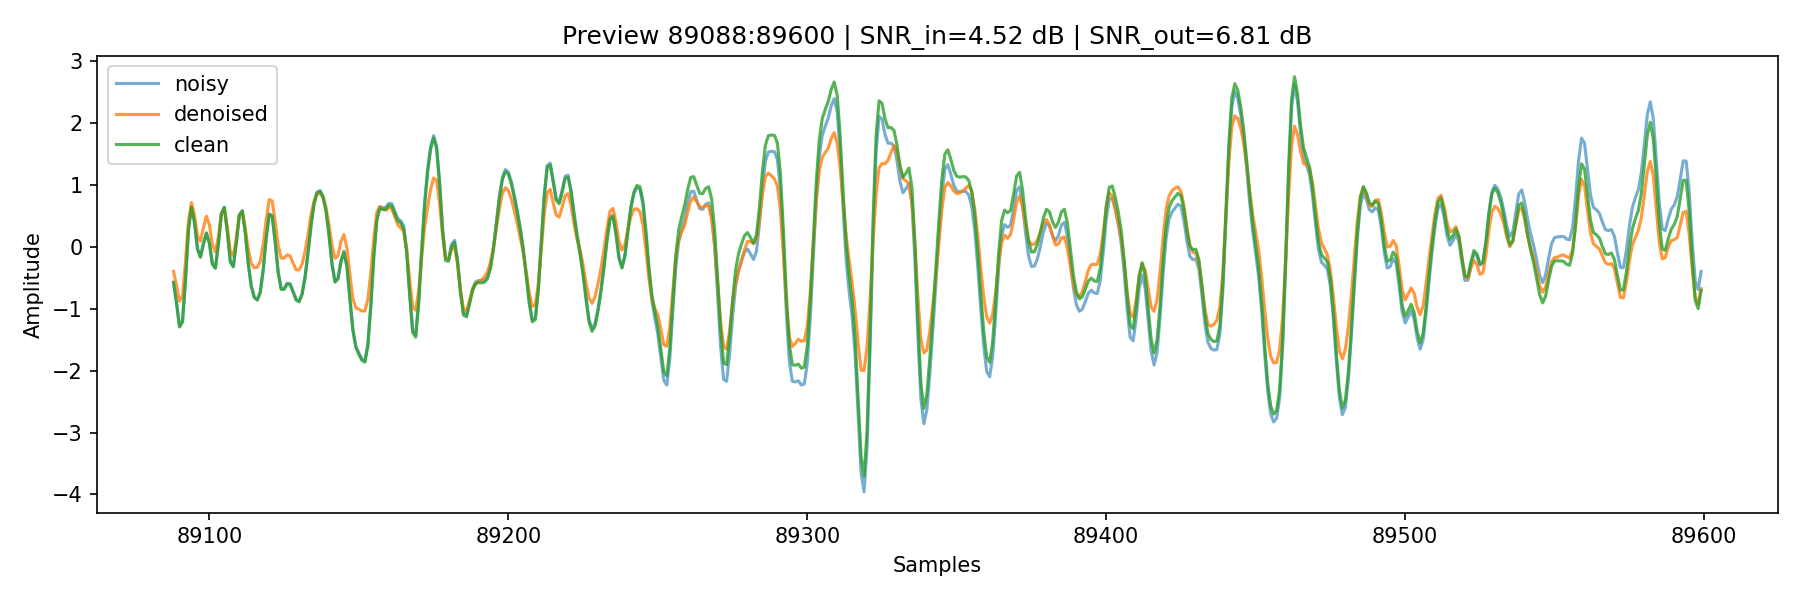 Preview 89088:89600 | SNR_in=4.52 dB | SNR_out=6.81 dB
noisy
denoised
clean
Amplitude
3
2
1
0
−1
−2
−3
−4
89100 89200 89300 89400 89500 89600
Samples